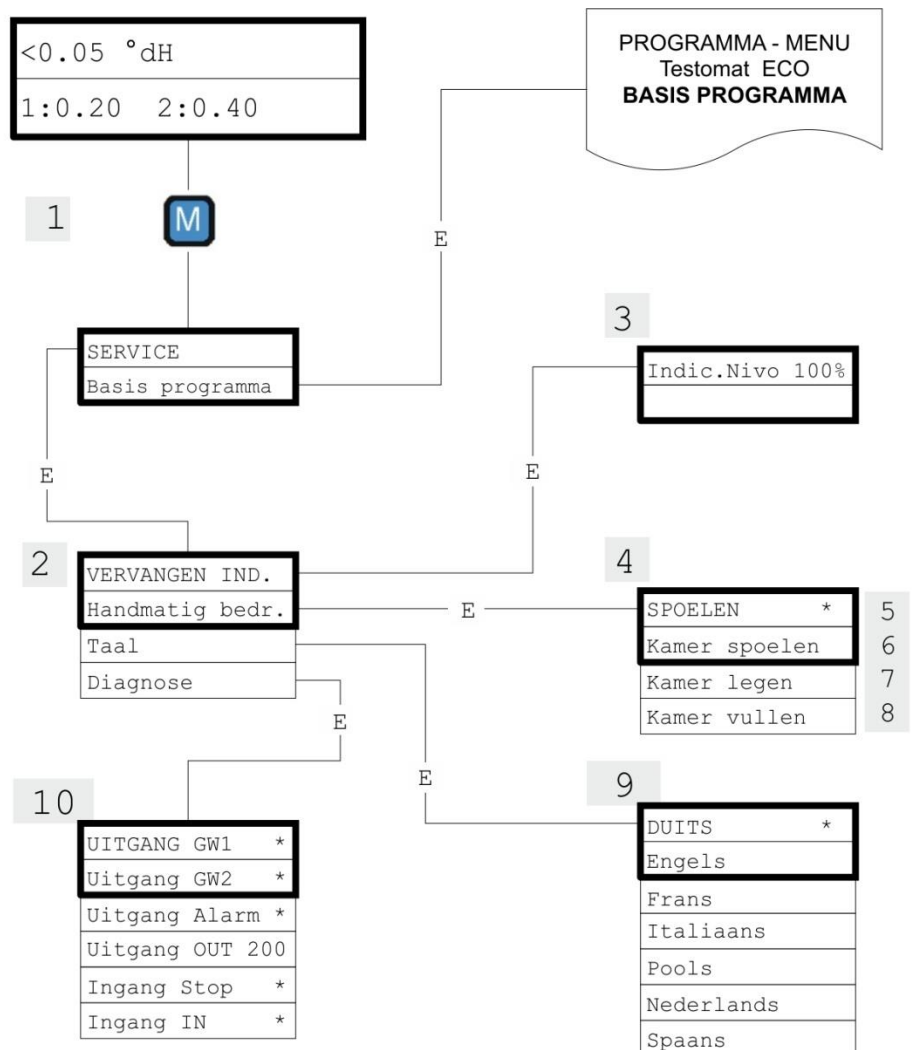 <0.05 °dH
1:0.20 2:0.40
PROGRAMMA - MENU
Testomat ECO
BASIS PROGRAMMA
1
M
E
SERVICE
Basis programma
3
Indic.Nivo 100%
E
E
2
VERVANGEN IND.
Handmatig bedr.
Taal
Diagnose
E
4
SPOELEN *
Kamer spoelen
Kamer legen
Kamer vullen
5
6
7
8
E
E
10
UITGANG GW1 *
Uitgang GW2 *
Uitgang Alarm *
Uitgang OUT 200
Ingang Stop *
Ingang IN *
9
DUITS *
Engels
Frans
Italiaans
Pools
Nederlands
Spaans